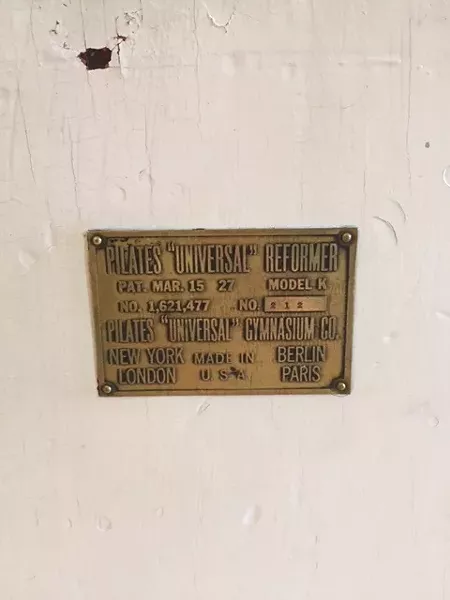 PILATES "UNIVERSAL" REFORMER
PAT. MAR. 15 27 MODEL K
NO. 1,621,477 NO. 212
PILATES "UNIVERSAL" GYMNASIUM CO.
NEW YORK MADE IN BERLIN
LONDON U.S.A. PARIS